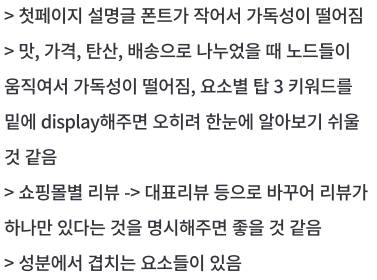 > 첫페이지 설명글 폰트가 작어서 가독성이 떨어짐
> 맛, 가격, 탄산, 배송으로 나누었을 때 노드들이
움직여서 가독성이 떨어짐, 요소별 탑 3 키워드를
밑에 display해주면 오히려 한눈에 알아보기 쉬울
것 같음
> 쇼핑몰별 리뷰 -> 대표리뷰 등으로 바꾸어 리뷰가
하나만 있다는 것을 명시해주면 좋을 것 같음
> 성분에서 겹치는 요소들이 있음